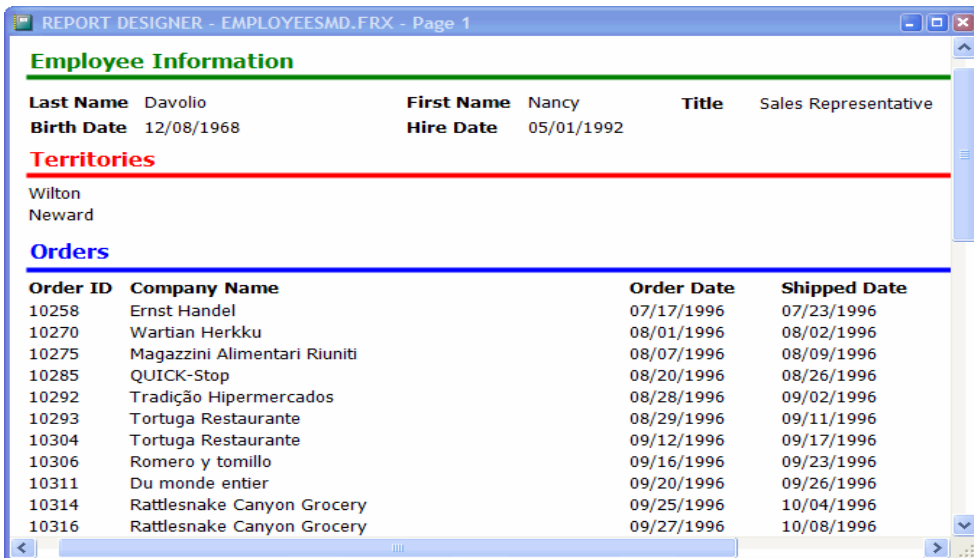 REPORT DESIGNER - EMPLOYEESMD.FRX - Page 1
Employee Information
Last Name Davolio First Name Nancy Title Sales Representative
Birth Date 12/08/1968 Hire Date 05/01/1992
Territories
Wilton
Neward
Orders
Order ID Company Name Order Date Shipped Date
10258 Ernst Handel 07/17/1996 07/23/1996
10270 Wartian Herkku 08/01/1996 08/02/1996
10275 Magazzini Alimentari Riuniti 08/07/1996 08/09/1996
10285 QUICK-Stop 08/20/1996 08/26/1996
10292 Tradição Hipermercados 08/28/1996 09/02/1996
10293 Tortuga Restaurante 08/29/1996 09/11/1996
10304 Tortuga Restaurante 09/12/1996 09/17/1996
10306 Romero y tomillo 09/16/1996 09/23/1996
10311 Du monde entier 09/20/1996 09/26/1996
10314 Rattlesnake Canyon Grocery 09/25/1996 10/04/1996
10316 Rattlesnake Canyon Grocery 09/27/1996 10/08/1996